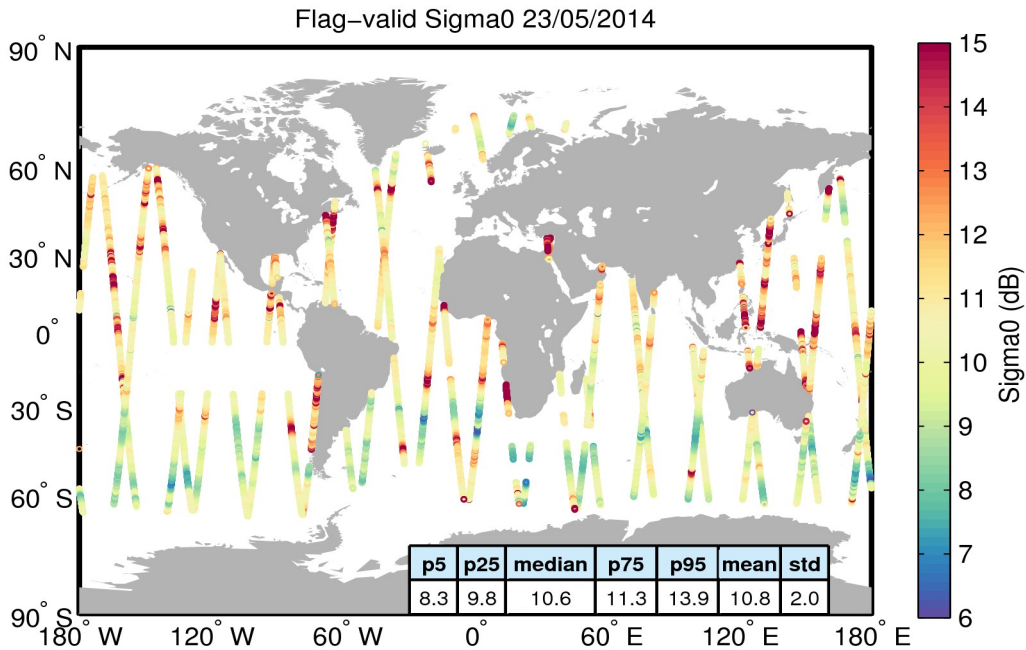 Flag−valid Sigma0 23/05/2014
90° N
60° N
30° N
0°
30° S
60° S
90° S
180° W
120° W
60° W
0°
60° E
120° E
180° E
p5 p25 median p75 p95 mean std
8.3 9.8 10.6 11.3 13.9 10.8 2.0
15
14
13
12
11
10
9
8
7
6
Sigma0 (dB)